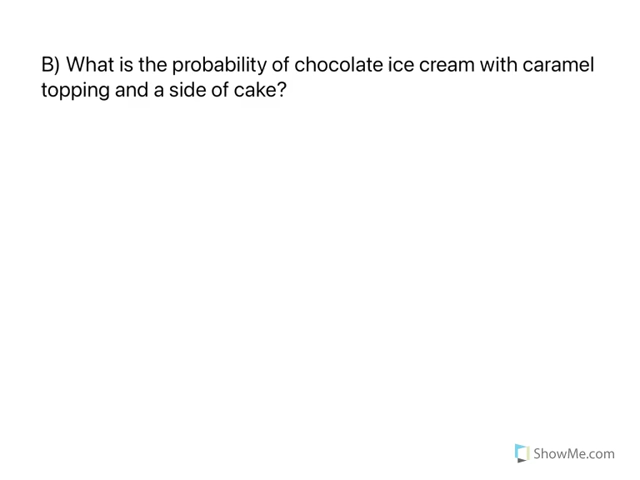 B) What is the probability of chocolate ice cream with caramel
topping and a side of cake?
ShowMe.com